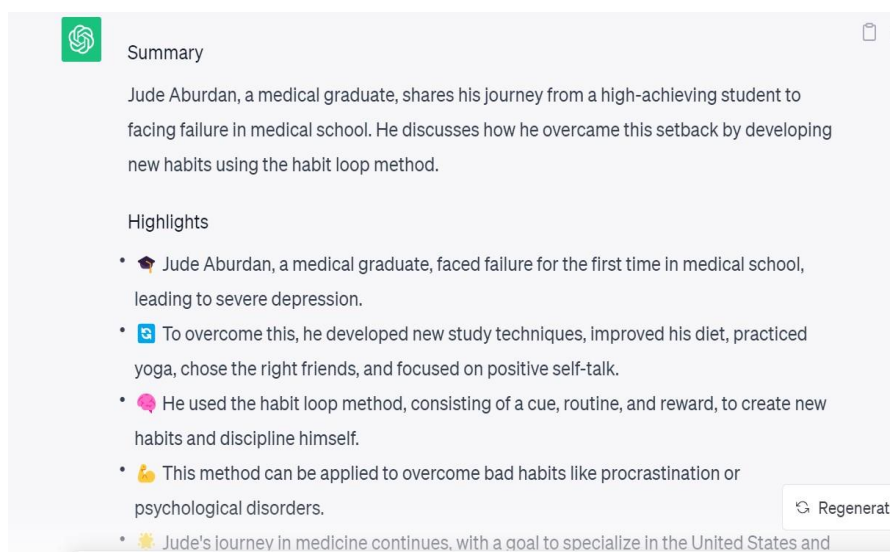 Summary
Jude Aburdan, a medical graduate, shares his journey from a high-achieving student to
facing failure in medical school. He discusses how he overcame this setback by developing
new habits using the habit loop method.
Highlights
• 🎓 Jude Aburdan, a medical graduate, faced failure for the first time in medical school,
leading to severe depression.
• 🔄 To overcome this, he developed new study techniques, improved his diet, practiced
yoga, chose the right friends, and focused on positive self-talk.
• 🧠 He used the habit loop method, consisting of a cue, routine, and reward, to create new
habits and discipline himself.
• 💪 This method can be applied to overcome bad habits like procrastination or
psychological disorders.
Regenerat
• 🌟 Jude's journey in medicine continues, with a goal to specialize in the United States and